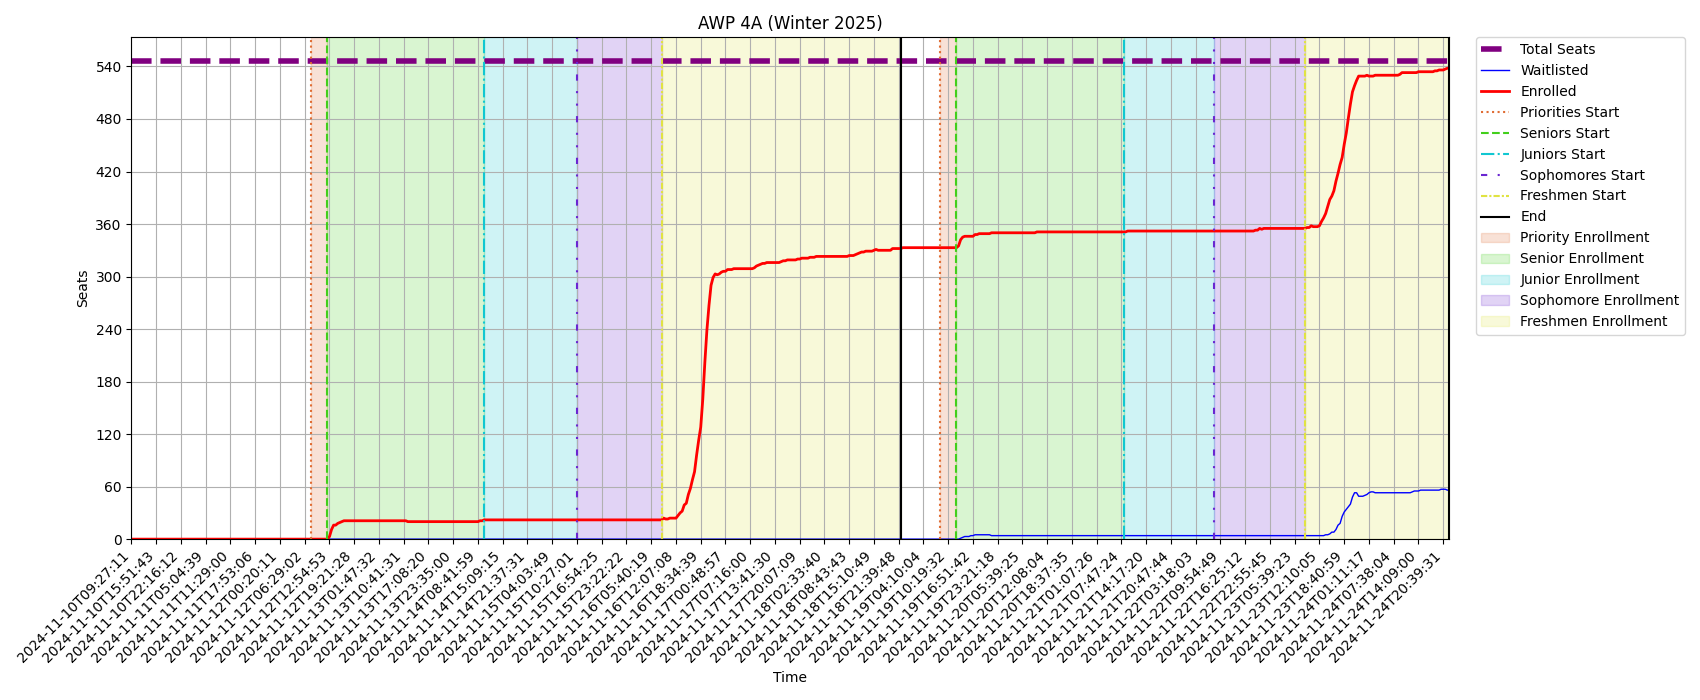 AWP 4A (Winter 2025)
Seats
540
480
420
360
300
240
180
120
60
0
2024-11-10T09:27:11
2024-11-10T15:51:43
2024-11-10T22:16:12
2024-11-11T05:04:39
2024-11-11T11:29:00
2024-11-11T17:53:06
2024-11-12T00:20:11
2024-11-12T06:29:02
2024-11-12T12:54:53
2024-11-12T19:21:28
2024-11-13T01:47:32
2024-11-13T10:41:31
2024-11-13T17:08:20
2024-11-13T23:35:00
2024-11-14T08:41:59
2024-11-14T15:09:15
2024-11-14T21:37:31
2024-11-15T04:03:49
2024-11-15T10:27:01
2024-11-15T16:54:25
2024-11-15T23:22:22
2024-11-16T05:40:19
2024-11-16T12:07:08
2024-11-16T18:34:39
2024-11-17T00:48:57
2024-11-17T07:16:00
2024-11-17T13:41:30
2024-11-17T20:07:09
2024-11-18T02:33:40
2024-11-18T08:43:43
2024-11-18T15:10:49
2024-11-18T21:39:48
2024-11-19T04:10:04
2024-11-19T10:19:32
2024-11-19T16:51:42
2024-11-19T23:21:18
2024-11-20T05:39:25
2024-11-20T12:08:04
2024-11-20T18:37:35
2024-11-21T01:07:26
2024-11-21T07:47:24
2024-11-21T14:17:20
2024-11-21T20:47:44
2024-11-22T03:18:03
2024-11-22T09:54:49
2024-11-22T16:25:12
2024-11-22T22:55:45
2024-11-23T05:39:23
2024-11-23T12:10:05
2024-11-23T18:40:59
2024-11-24T01:11:17
2024-11-24T07:38:04
2024-11-24T14:09:00
2024-11-24T20:39:31
Time
Total Seats
Waitlisted
Enrolled
Priorities Start
Seniors Start
Juniors Start
Sophomores Start
Freshmen Start
End
Priority Enrollment
Senior Enrollment
Junior Enrollment
Sophomore Enrollment
Freshmen Enrollment